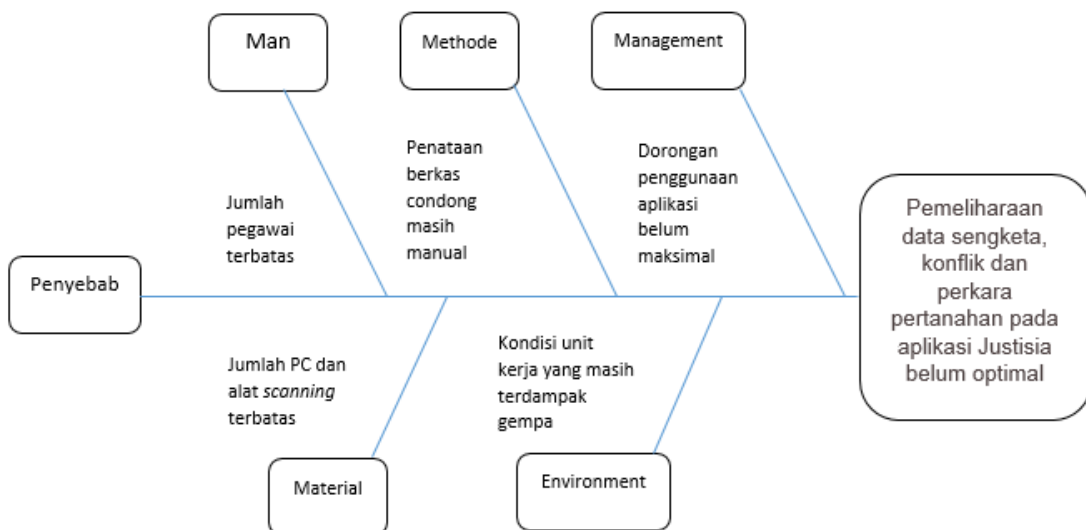 Man
Methode
Management
Jumlah
pegawai
terbatas
Penataan
berkas
condong
masih
manual
Dorongan
penggunaan
aplikasi
belum
maksimal
Penyebab
Pemeliharaan
data sengketa,
konflik dan
perkara
pertanahan pada
aplikasi Justisia
belum optimal
Jumlah PC dan
alat scanning
terbatas
Kondisi unit
kerja yang masih
terdampak
gempa
Material
Environment